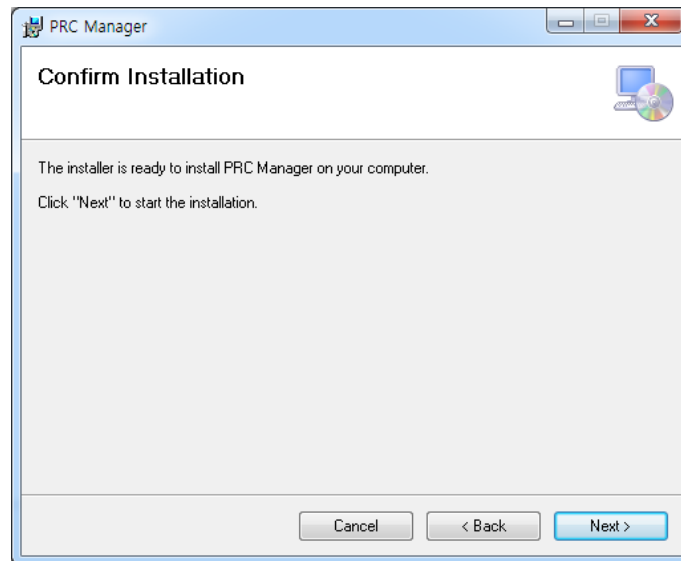 PRC Manager
Confirm Installation
The installer is ready to install PRC Manager on your computer.
Click "Next" to start the installation.
Cancel
< Back
Next >